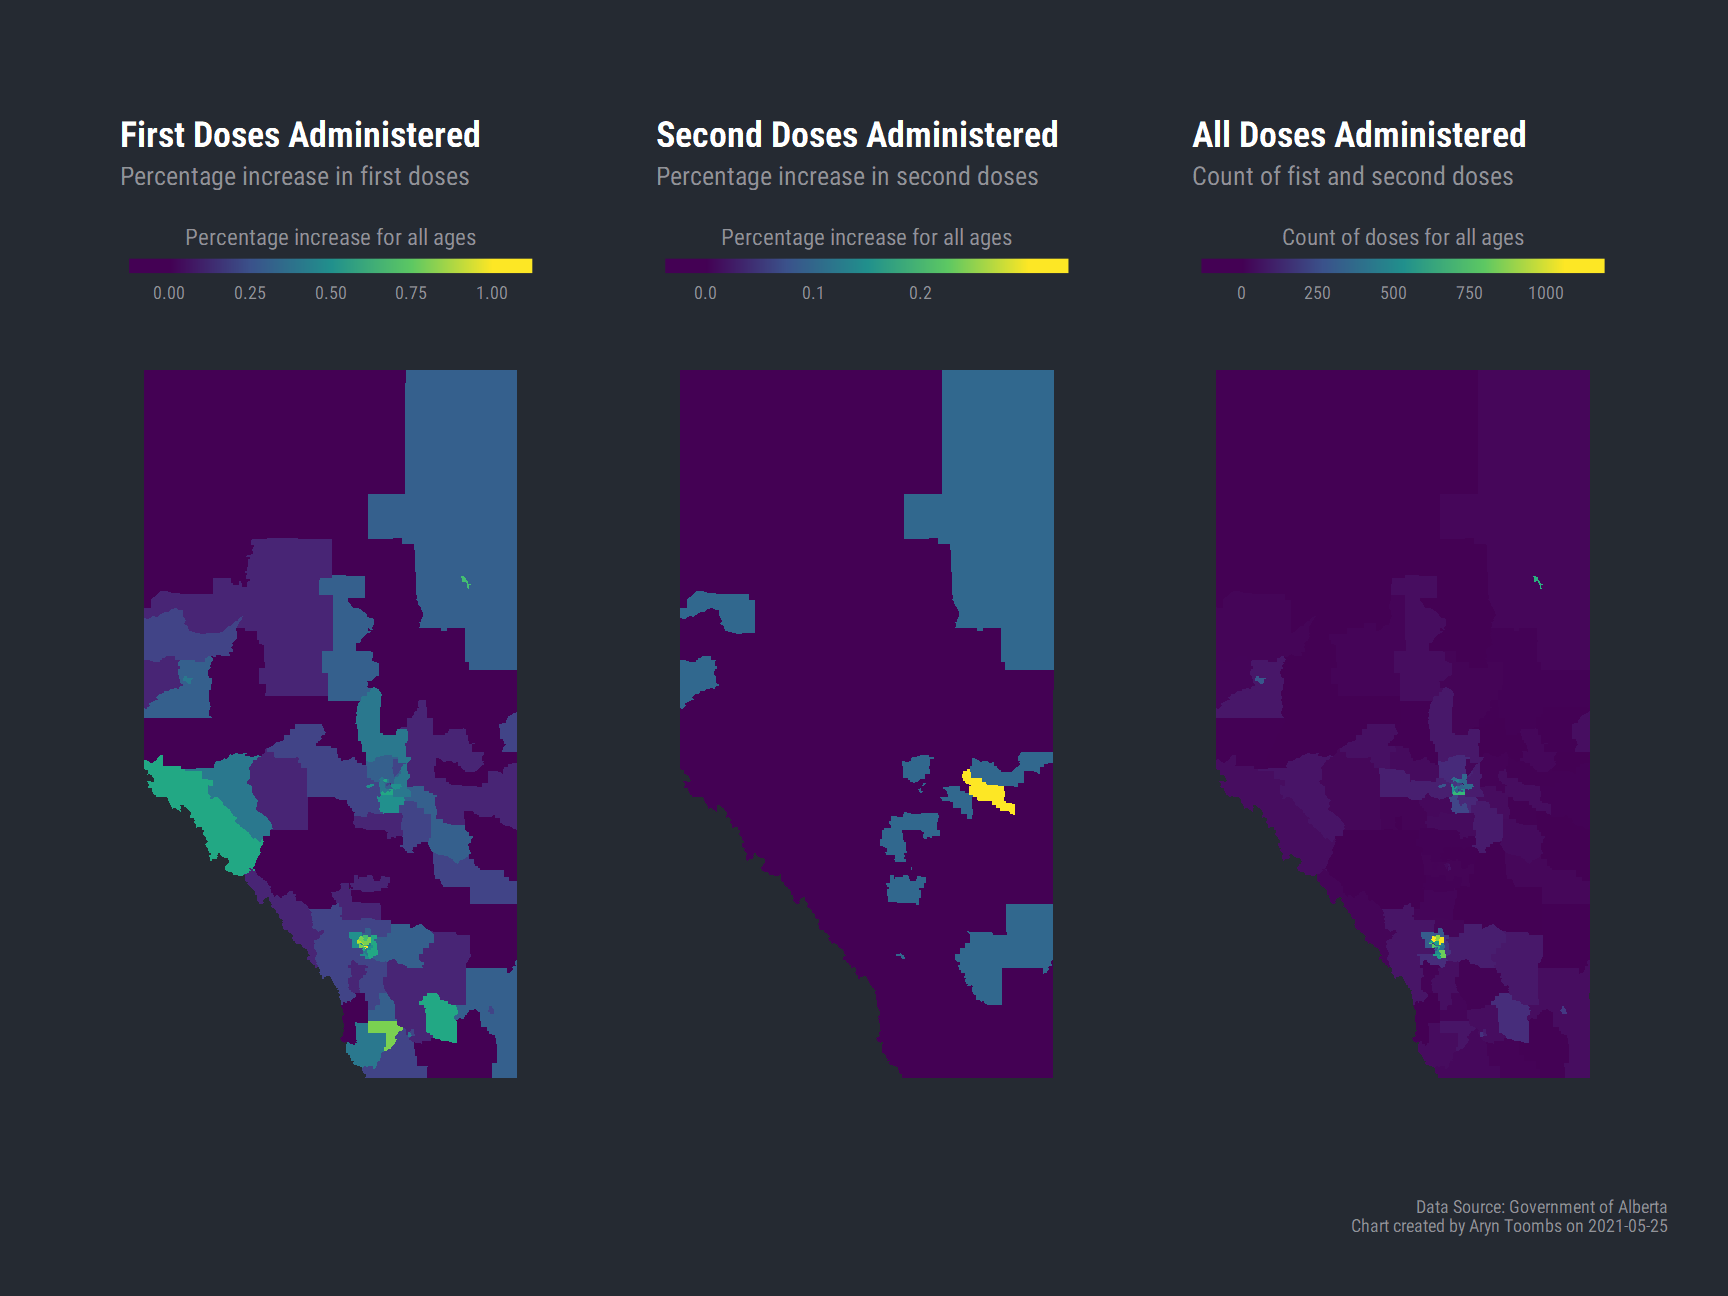 First Doses Administered
Percentage increase in first doses
Percentage increase for all ages
0.00 0.25 0.50 0.75 1.00
Second Doses Administered
Percentage increase in second doses
Percentage increase for all ages
0.0 0.1 0.2
All Doses Administered
Count of fist and second doses
Count of doses for all ages
0 250 500 750 1000
Data Source: Government of Alberta
Chart created by Aryn Toombs on 2021-05-25